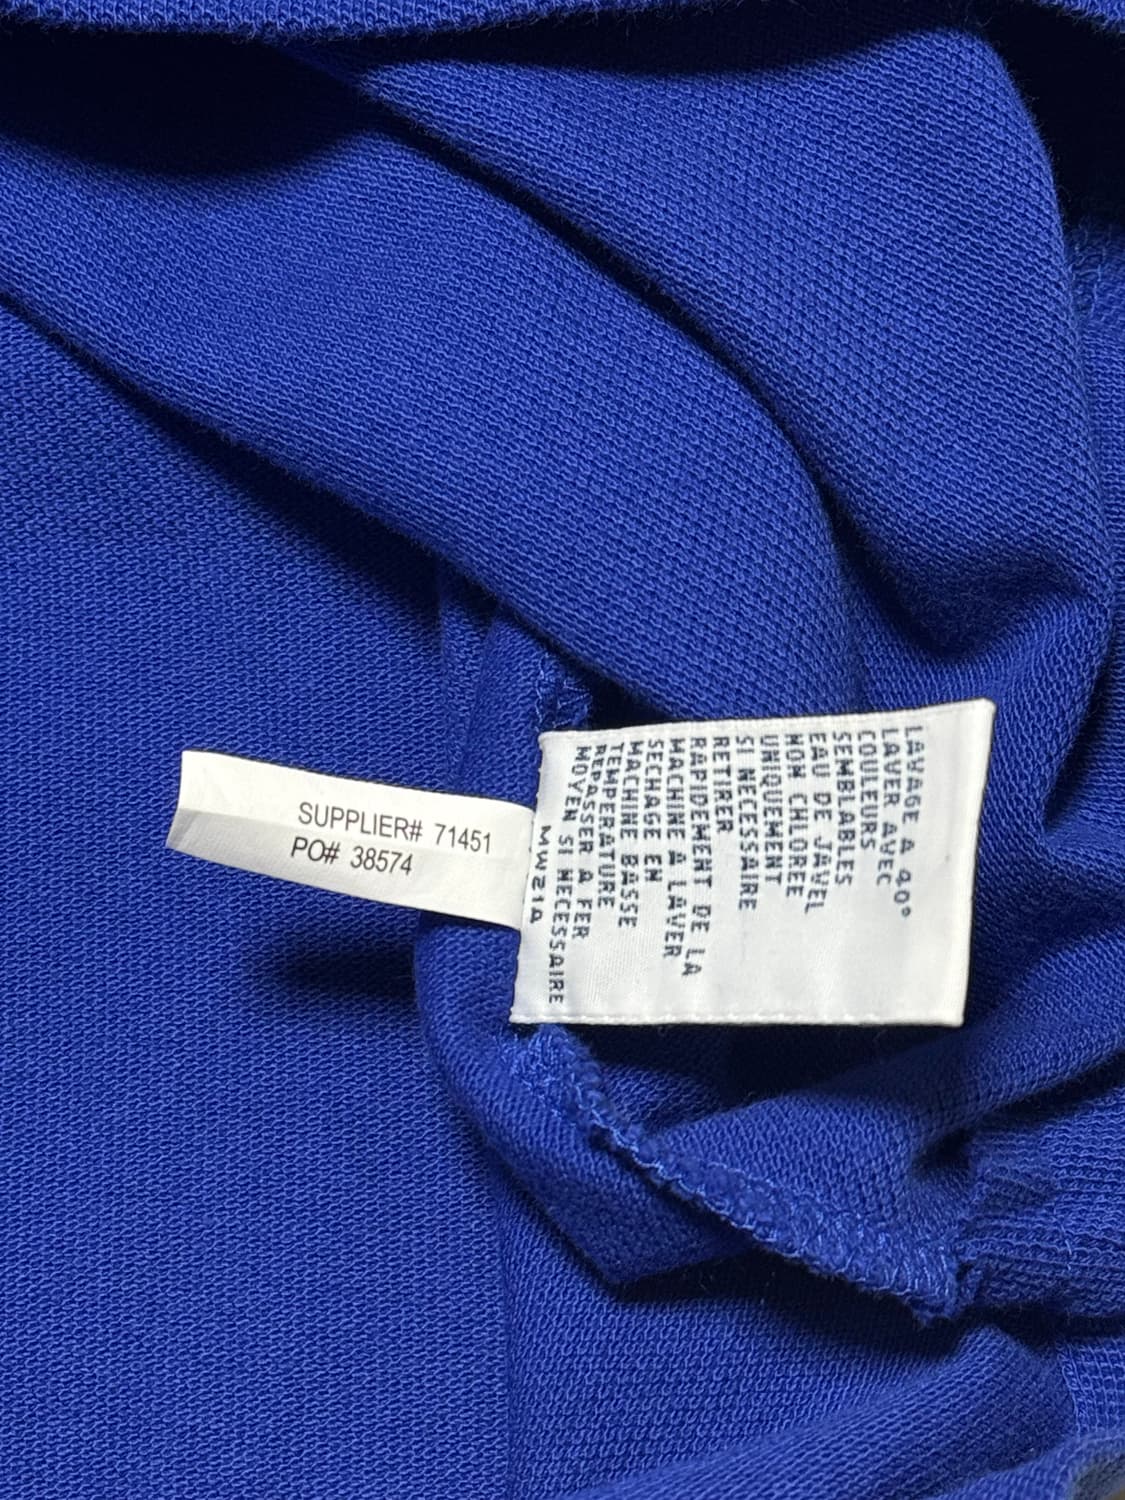 SUPPLIER# 71451
PO# 38574
LAVAGE A 40°
LAVER AVEC
COULEURS
SEMBLABLES
EAU DE JAVEL
NON CHLOREE
UNIQUEMENT
SI NECESSAIRE
RETIRER
RAPIDEMENT DE LA
MACHINE A LAVER
SECHAGE EN
MACHINE BASSE
TEMPERATURE
REPASSER A FER
MOYEN SI NECESSAIRE
MW21A